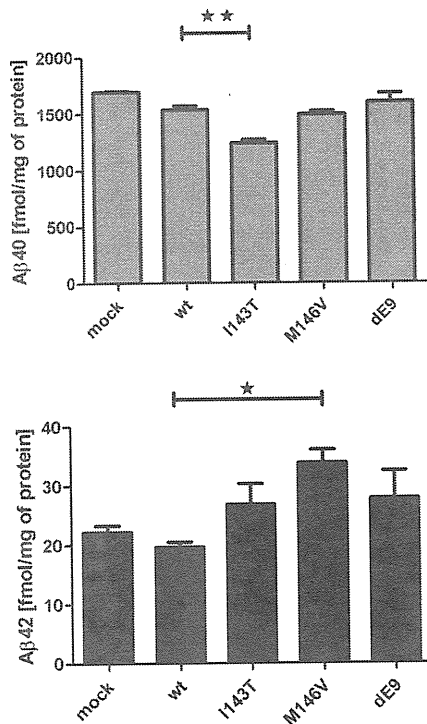 ★ ★
2000
1500
1000
500
0
Aβ40 [fmol/mg of protein]
mock
wt
I143T
M146V
dE9
★
40
30
20
10
0
Aβ42 [fmol/mg of protein]
mock
wt
I143T
M146V
dE9